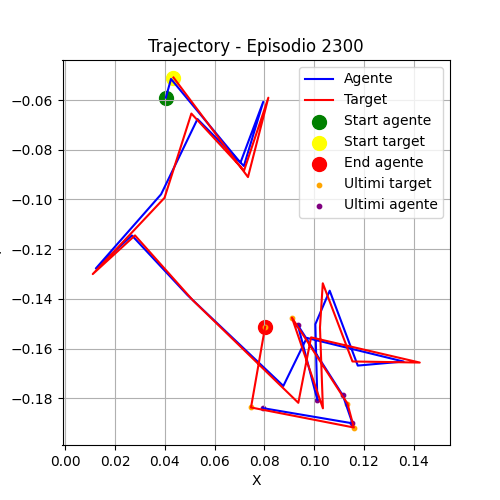 Trajectory - Episodio 2300
Agente
Target
Start agente
Start target
End agente
Ultimi target
Ultimi agente
−0.06
−0.08
−0.10
−0.12
−0.14
−0.16
−0.18
0.00 0.02 0.04 0.06 0.08 0.10 0.12 0.14
X